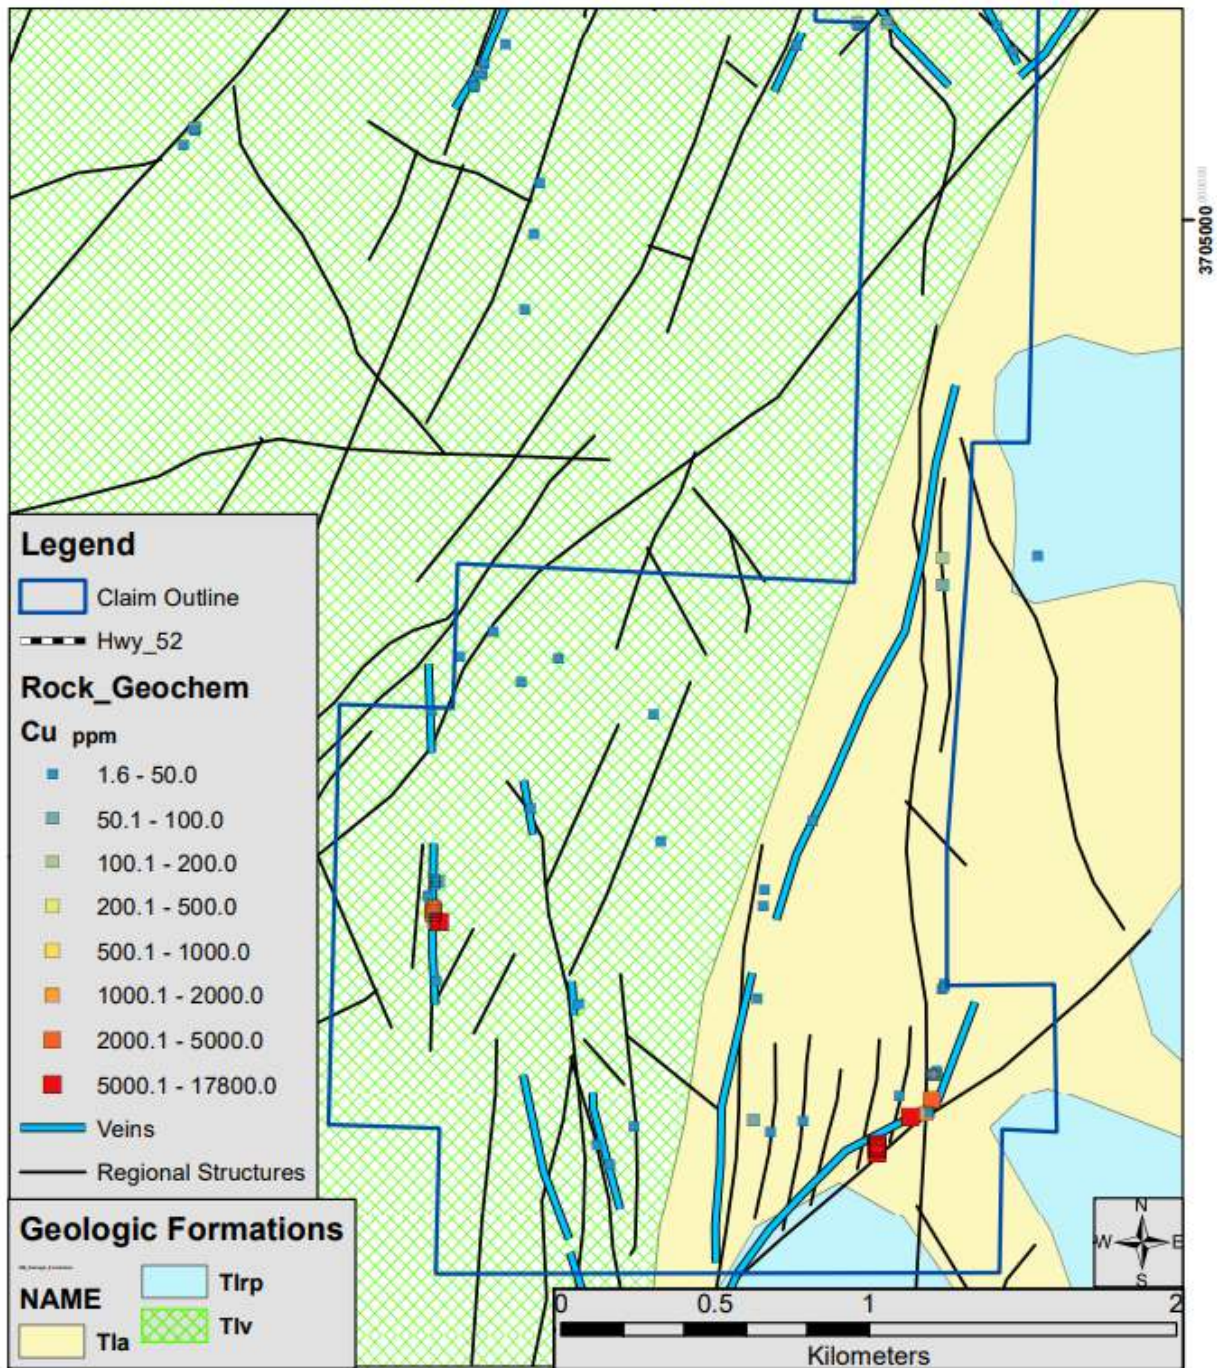 3705000
Legend
Claim Outline
Hwy_52
Rock_Geochem
Cu ppm
1.6 - 50.0
50.1 - 100.0
100.1 - 200.0
200.1 - 500.0
500.1 - 1000.0
1000.1 - 2000.0
2000.1 - 5000.0
5000.1 - 17800.0
Veins
Regional Structures
Geologic Formations
NAME
Tla
Tlrp
Tlv
N
W E
S
0 0.5 1 2
Kilometers